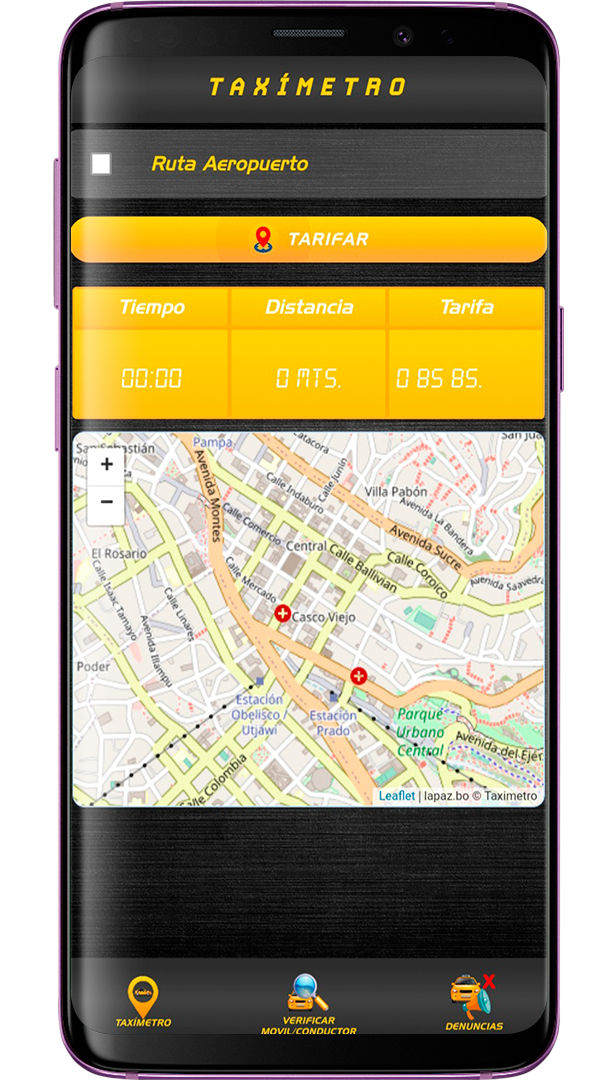 TAXÍMETRO
Ruta Aeropuerto
TARIFAR
Tiempo
Distancia
Tarifa
00:00
0 MTS.
0 BS BS.
+
−
San Sebastián
Pampa
Catacora
San Jua
Avenida Montes
Calle Indaburo
Calle Junín
Villa Pabón
Avenida La Bandera
Calle Comercio
Avenida Sucre
El Rosario
Central
Calle Ballivian
Calle Coroico
Avenida Saavedra
Calle Isaac Tamayo
Calle Linares
Calle Mercado
Casco Viejo
Avenida Illampu
Poder
Estación
Obelisco /
Utjawi
Estación
Prado
Parque
Urbano
Central
Avenida del Ejér
Calle Colombia
Leaflet | lapaz.bo © Taximetro
TAXÍMETRO
VERIFICAR
MOVIL/CONDUCTOR
DENUNCIAS